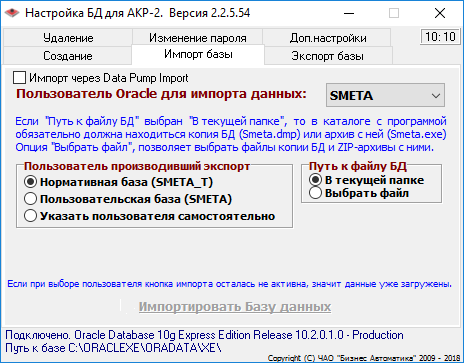 Настройка БД для АКР-2. Версия 2.2.5.54
Удаление Изменение пароля Доп.настройки 10:10
Создание Импорт базы Экспорт базы
Импорт через Data Pump Import
Пользователь Oracle для импорта данных: SMETA
Если "Путь к файлу БД" выбран "В текущей папке", то в каталоге с программой
обязательно должна находиться копия БД (Smeta.dmp) или архив с ней (Smeta.exe)
Опция "Выбрать файл", позволяет выбрать файлы копии БД и ZIP-архивы с ними.
Пользователь производивший экспорт Путь к файлу БД
Нормативная база (SMETA_T) В текущей папке
Пользовательская база (SMETA) Выбрать файл
Указать пользователя самостоятельно
Если при выборе пользователя кнопка импорта осталась не активна, значит данные уже загружены.
Импортировать Базу данных
Подключено. Oracle Database 10g Express Edition Release 10.2.0.1.0 - Production
Путь к базе C:\ORACLEXE\ORADATA\XE\
Copyright (C) ЧАО "Бизнес Автоматика" 2009 - 2018